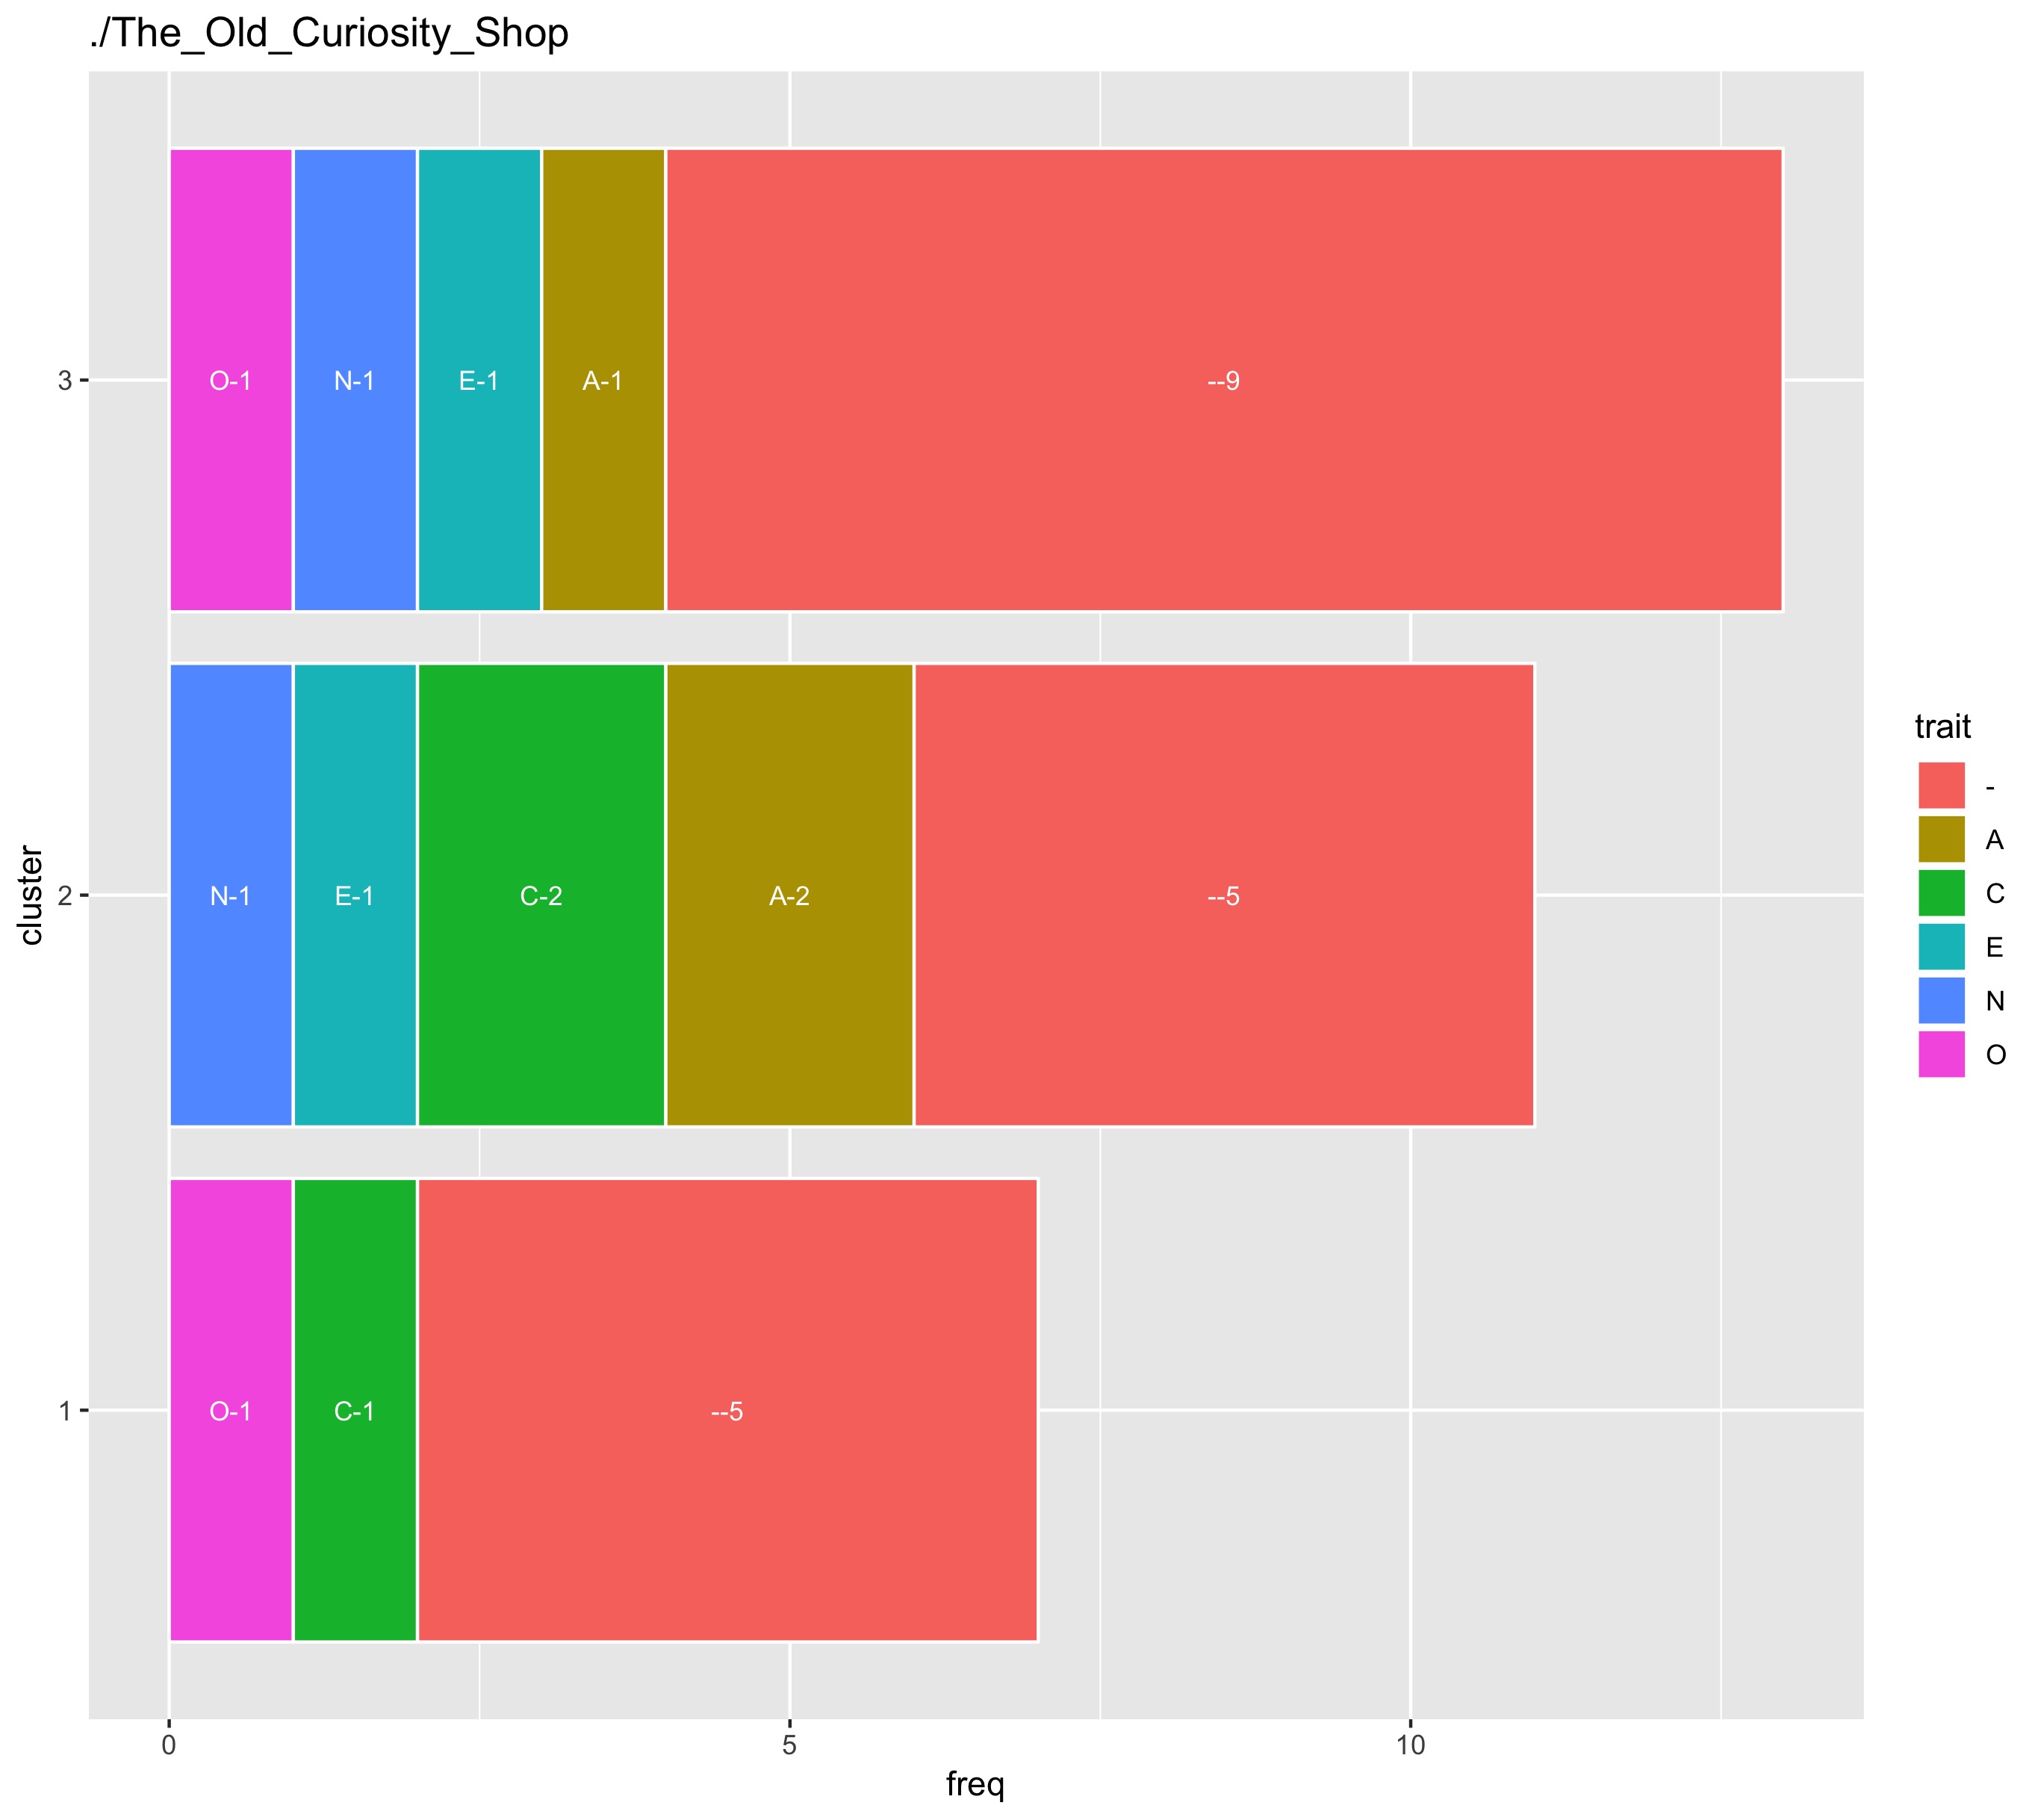 ./The_Old_Curiosity_Shop
3
O-1 N-1 E-1 A-1 --9
2
N-1 E-1 C-2 A-2 --5
1
O-1 C-1 --5
cluster
0 5 10
freq
trait
-
A
C
E
N
O